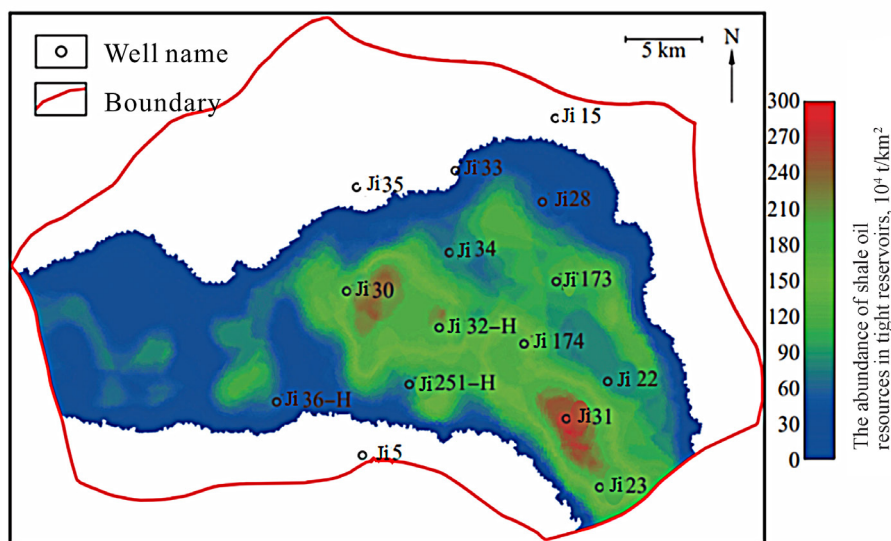 Well name
Boundary
5 km
N
Ji 15
Ji33
Ji35
Ji28
Ji 34
Ji 173
Ji 30
Ji 32-H
Ji 174
Ji 22
Ji251-H
Ji 36-H
Ji31
Ji 5
Ji 23
300
270
240
210
180
150
120
90
60
30
0
The abundance of shale oil
resources in tight reservoirs, 10⁴ t/km²